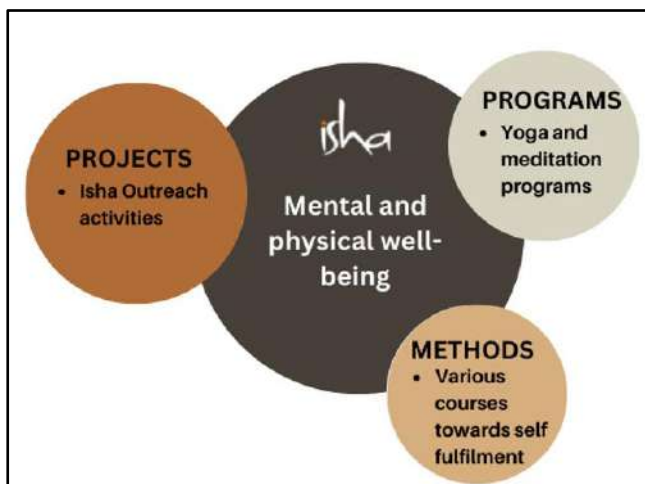 PROJECTS
• Isha Outreach
activities
isha
Mental and
physical well-
being
PROGRAMS
• Yoga and
meditation
programs
METHODS
• Various
courses
towards self
fulfilment